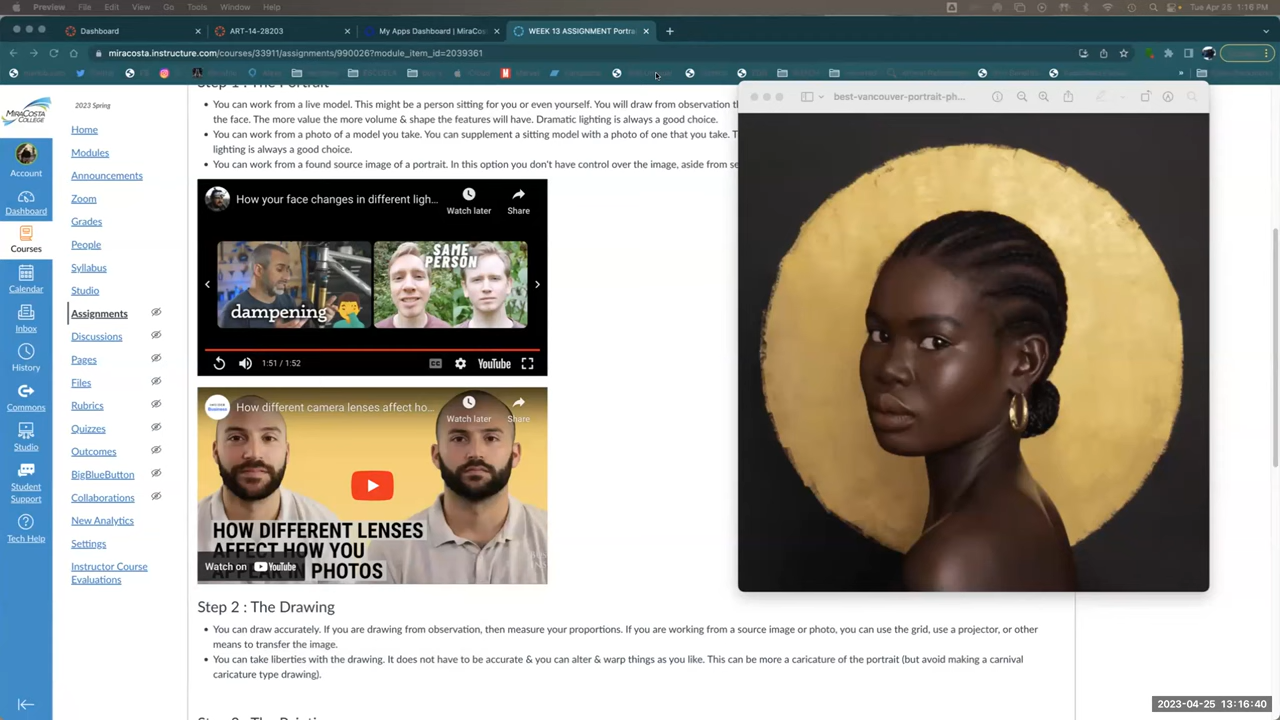 Preview
File
Edit
View
Go
Tools
Window
Help
Tue Apr 25 1:16 PM
Dashboard
ART-14-28203
My Apps Dashboard | MiraCos
WEEK 13 ASSIGNMENT Portrai
miracosta.instructure.com/courses/33911/assignments/990026?module_item_id=2039361
MIRACOSTA
COLLEGE
2023 Spring
Account
Dashboard
Courses
Calendar
Inbox
History
Commons
Studio
Student
Support
Tech Help
Home
Modules
Announcements
Zoom
Grades
People
Syllabus
Studio
Assignments
Discussions
Pages
Files
Rubrics
Quizzes
Outcomes
BigBlueButton
Collaborations
New Analytics
Settings
Instructor Course
Evaluations
Step 1 : The Portrait
• You can work from a live model. This might be a person sitting for you or even yourself. You will draw from observation th
the face. The more value the more volume & shape the features will have. Dramatic lighting is always a good choice.
• You can work from a photo of a model you take. You can supplement a sitting model with a photo of one that you take. T
lighting is always a good choice.
• You can work from a found source image of a portrait. In this option you don't have control over the image, aside from se
How your face changes in different ligh...
Watch later
Share
dampening
SAME
PERSON
1:51 / 1:52
CC
YouTube
How different camera lenses affect ho...
Watch later
Share
HOW DIFFERENT LENSES
AFFECT HOW YOU
APPEAR IN PHOTOS
Watch on YouTube
best-vancouver-portrait-ph...
Step 2 : The Drawing
• You can draw accurately. If you are drawing from observation, then measure your proportions. If you are working from a source image or photo, you can use the grid, use a projector, or other
means to transfer the image.
• You can take liberties with the drawing. It does not have to be accurate & you can alter & warp things as you like. This can be more a caricature of the portrait (but avoid making a carnival
caricature type drawing).
2023-04-25 13:16:40